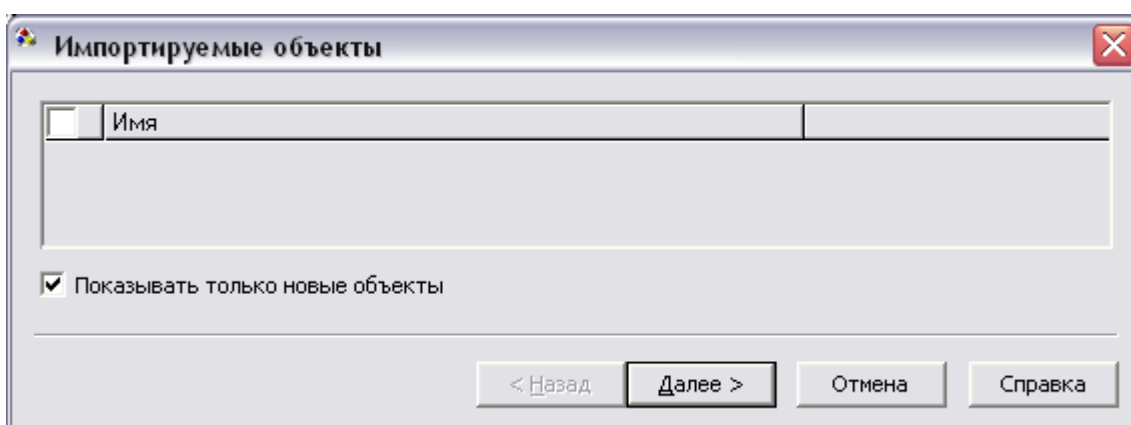 Импортируемые объекты
Имя
Показывать только новые объекты
< Назад Далее > Отмена Справка